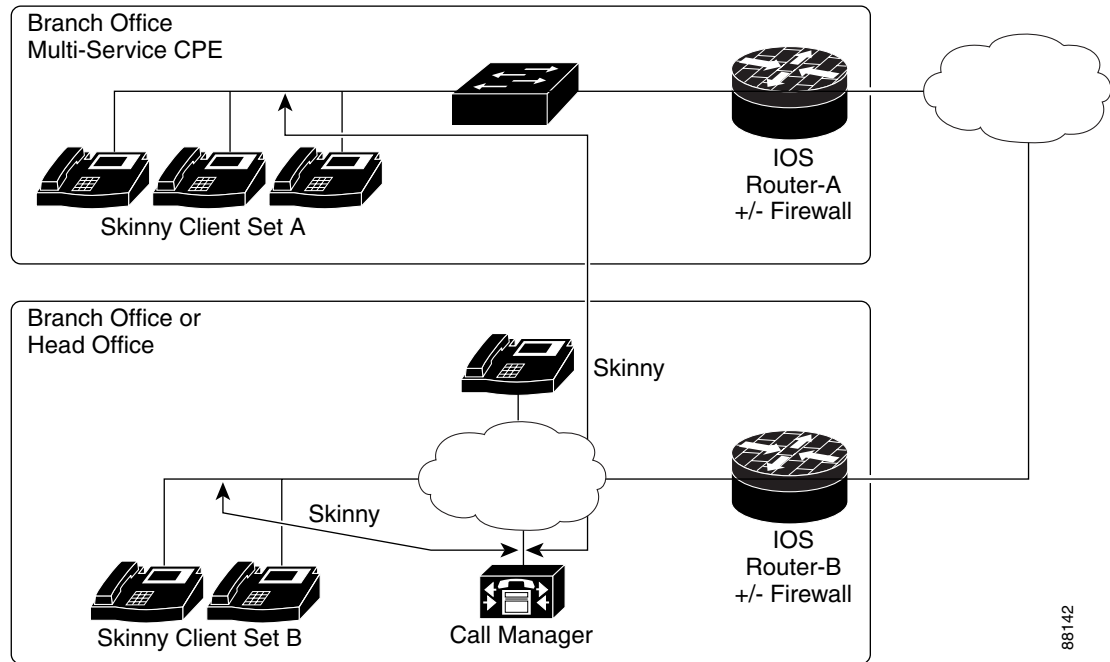 Branch Office
Multi-Service CPE
IOS
Router-A
+/- Firewall
Skinny Client Set A
Branch Office or
Head Office
Skinny
Skinny
IOS
Router-B
+/- Firewall
Skinny Client Set B
Call Manager
88142